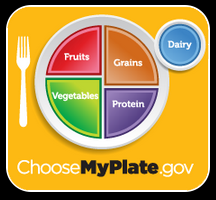 Dairy
Fruits
Grains
Vegetables
Protein
ChooseMyPlate.gov